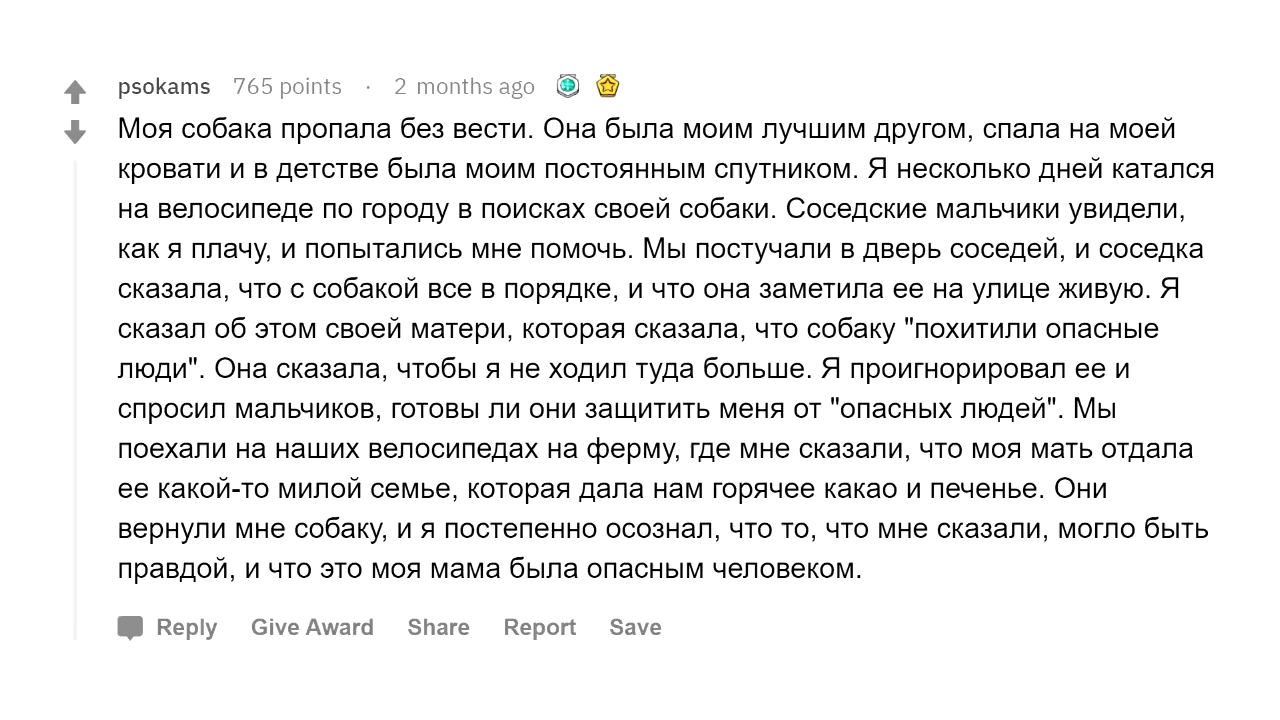 psokams 765 points · 2 months ago
Моя собака пропала без вести. Она была моим лучшим другом, спала на моей
кровати и в детстве была моим постоянным спутником. Я несколько дней катался
на велосипеде по городу в поисках своей собаки. Соседские мальчики увидели,
как я плачу, и попытались мне помочь. Мы постучали в дверь соседей, и соседка
сказала, что с собакой все в порядке, и что она заметила ее на улице живую. Я
сказал об этом своей матери, которая сказала, что собаку "похитили опасные
люди". Она сказала, чтобы я не ходил туда больше. Я проигнорировал ее и
спросил мальчиков, готовы ли они защитить меня от "опасных людей". Мы
поехали на наших велосипедах на ферму, где мне сказали, что моя мать отдала
ее какой-то милой семье, которая дала нам горячее какао и печенье. Они
вернули мне собаку, и я постепенно осознал, что то, что мне сказали, могло быть
правдой, и что это моя мама была опасным человеком.
Reply Give Award Share Report Save